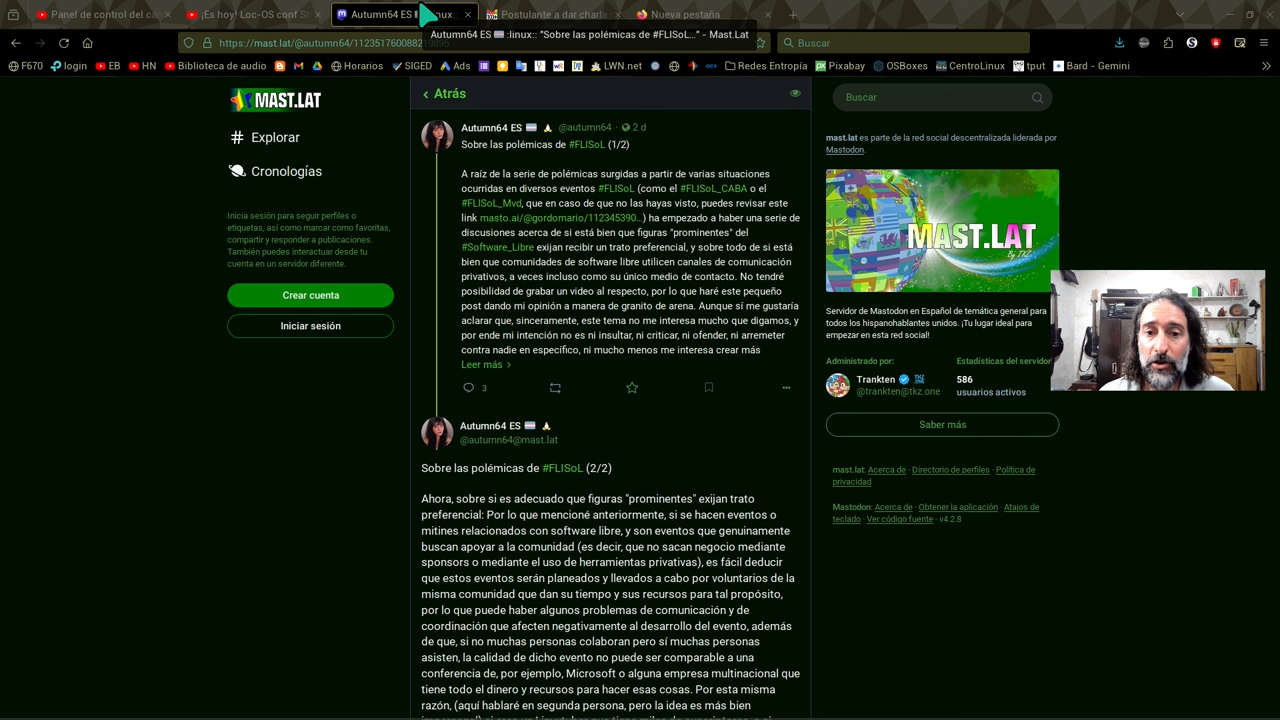 Panel de control del ca
¡Es hoy! Loc-OS conf St
Autumn64 ES :linux::
Postulante a dar charla
Nueva pestaña
https://mast.lat/@autumn64/1123517600882
Autumn64 ES :linux:: "Sobre las polémicas de #FLISoL…" - Mast.Lat
Buscar
F670
login
EB
HN
Biblioteca de audio
Horarios
SIGED
Ads
LWN.net
Redes Entropía
Pixabay
OSBoxes
CentroLinux
tput
Bard - Gemini
MAST.LAT
Explorar
Cronologías
Inicia sesión para seguir perfiles o
etiquetas, así como marcar como favoritas,
compartir y responder a publicaciones.
También puedes interactuar desde tu
cuenta en un servidor diferente.
Crear cuenta
Iniciar sesión
Atrás
Autumn64 ES @autumn64 · 2 d
Sobre las polémicas de #FLISoL (1/2)
A raíz de la serie de polémicas surgidas a partir de varias situaciones
ocurridas en diversos eventos #FLISoL (como el #FLISoL_CABA o el
#FLISoL_Mvd, que en caso de que no las hayas visto, puedes revisar este
link masto.ai/@gordomario/112345390…) ha empezado a haber una serie de
discusiones acerca de si está bien que figuras "prominentes" del
#Software_Libre exijan recibir un trato preferencial, y sobre todo de si está
bien que comunidades de software libre utilicen canales de comunicación
privativos, a veces incluso como su único medio de contacto. No tendré
posibilidad de grabar un video al respecto, por lo que haré este pequeño
post dando mi opinión a manera de granito de arena. Aunque sí me gustaría
aclarar que, sinceramente, este tema no me interesa mucho que digamos, y
por ende mi intención no es ni insultar, ni criticar, ni ofender, ni arremeter
contra nadie en específico, ni mucho menos me interesa crear más
Leer más
3
Autumn64 ES
@autumn64@mast.lat
Sobre las polémicas de #FLISoL (2/2)
Ahora, sobre si es adecuado que figuras "prominentes" exijan trato
preferencial: Por lo que mencioné anteriormente, si se hacen eventos o
mitines relacionados con software libre, y son eventos que genuinamente
buscan apoyar a la comunidad (es decir, que no sacan negocio mediante
sponsors o mediante el uso de herramientas privativas), es fácil deducir
que estos eventos serán planeados y llevados a cabo por voluntarios de la
misma comunidad que dan su tiempo y sus recursos para tal propósito,
por lo que puede haber algunos problemas de comunicación y de
coordinación que afecten negativamente al desarrollo del evento, además
de que, si no muchas personas colaboran pero sí muchas personas
asisten, la calidad de dicho evento no puede ser comparable a una
conferencia de, por ejemplo, Microsoft o alguna empresa multinacional que
tiene todo el dinero y recursos para hacer esas cosas. Por esta misma
razón, (aquí hablaré en segunda persona, pero la idea es más bien
Buscar
mast.lat es parte de la red social descentralizada liderada por
Mastodon.
MAST.LAT
By TKZ
Servidor de Mastodon en Español de temática general para
todos los hispanohablantes unidos. ¡Tu lugar ideal para
empezar en esta red social!
Administrado por:
Trankten
@trankten@tkz.one
Estadísticas del servidor
586
usuarios activos
Saber más
mast.lat: Acerca de · Directorio de perfiles · Política de
privacidad
Mastodon: Acerca de · Obtener la aplicación · Atajos de
teclado · Ver código fuente · v4.2.8